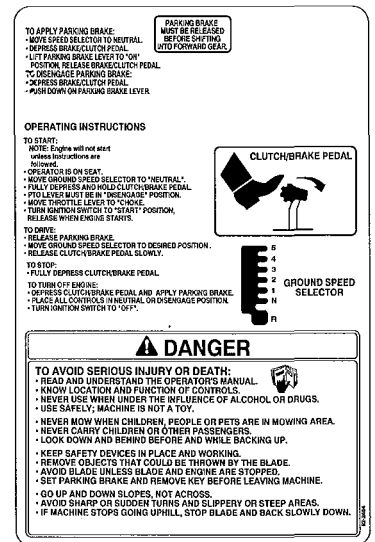 PARKING BRAKE
MUST BE RELEASED
BEFORE SHIFTING
INTO FORWARD GEAR
TO APPLY PARKING BRAKE:
• MOVE SPEED SELECTOR TO NEUTRAL.
• DEPRESS BRAKE/CLUTCH PEDAL.
• LIFT PARKING BRAKE LEVER TO "ON"
POSITION, RELEASE BRAKE/CLUTCH PEDAL.
TO DISENGAGE PARKING BRAKE:
• DEPRESS BRAKE/CLUTCH PEDAL.
• PUSH DOWN ON PARKING BRAKE LEVER.
OPERATING INSTRUCTIONS
TO START:
NOTE: Engine will not start
unless instructions are
followed.
• OPERATOR IS ON SEAT.
• MOVE GROUND SPEED SELECTOR TO "NEUTRAL".
• FULLY DEPRESS AND HOLD CLUTCH/BRAKE PEDAL.
• PTO LEVER MUST BE IN "DISENGAGE" POSITION.
• MOVE THROTTLE LEVER TO "CHOKE.
• TURN IGNITION SWITCH TO "START" POSITION,
RELEASE WHEN ENGINE STARTS.
TO DRIVE:
• RELEASE PARKING BRAKE.
• MOVE GROUND SPEED SELECTOR TO DESIRED POSITION.
• RELEASE CLUTCH/BRAKE PEDAL SLOWLY.
TO STOP:
• FULLY DEPRESS CLUTCH/BRAKE PEDAL.
TO TURN OFF ENGINE:
• DEPRESS CLUTCH/BRAKE PEDAL AND APPLY PARKING BRAKE.
• PLACE ALL CONTROLS IN NEUTRAL OR DISENGAGE POSITION.
• TURN IGNITION SWITCH TO "OFF".
CLUTCH/BRAKE PEDAL
5
4
3
2
1
N
R
GROUND SPEED
SELECTOR
DANGER
TO AVOID SERIOUS INJURY OR DEATH:
• READ AND UNDERSTAND THE OPERATOR'S MANUAL.
• KNOW LOCATION AND FUNCTION OF CONTROLS.
• NEVER USE WHEN UNDER THE INFLUENCE OF ALCOHOL OR DRUGS.
• USE SAFELY; MACHINE IS NOT A TOY.
• NEVER MOW WHEN CHILDREN, PEOPLE OR PETS ARE IN MOWING AREA.
• NEVER CARRY CHILDREN OR OTHER PASSENGERS.
• LOOK DOWN AND BEHIND BEFORE AND WHILE BACKING UP.
• KEEP SAFETY DEVICES IN PLACE AND WORKING.
• REMOVE OBJECTS THAT COULD BE THROWN BY THE BLADE.
• AVOID BLADE UNLESS BLADE AND ENGINE ARE STOPPED.
• SET PARKING BRAKE AND REMOVE KEY BEFORE LEAVING MACHINE.
• GO UP AND DOWN SLOPES, NOT ACROSS.
• AVOID SHARP OR SUDDEN TURNS AND SLIPPERY OR STEEP AREAS.
• IF MACHINE STOPS GOING UPHILL, STOP BLADE AND BACK SLOWLY DOWN.